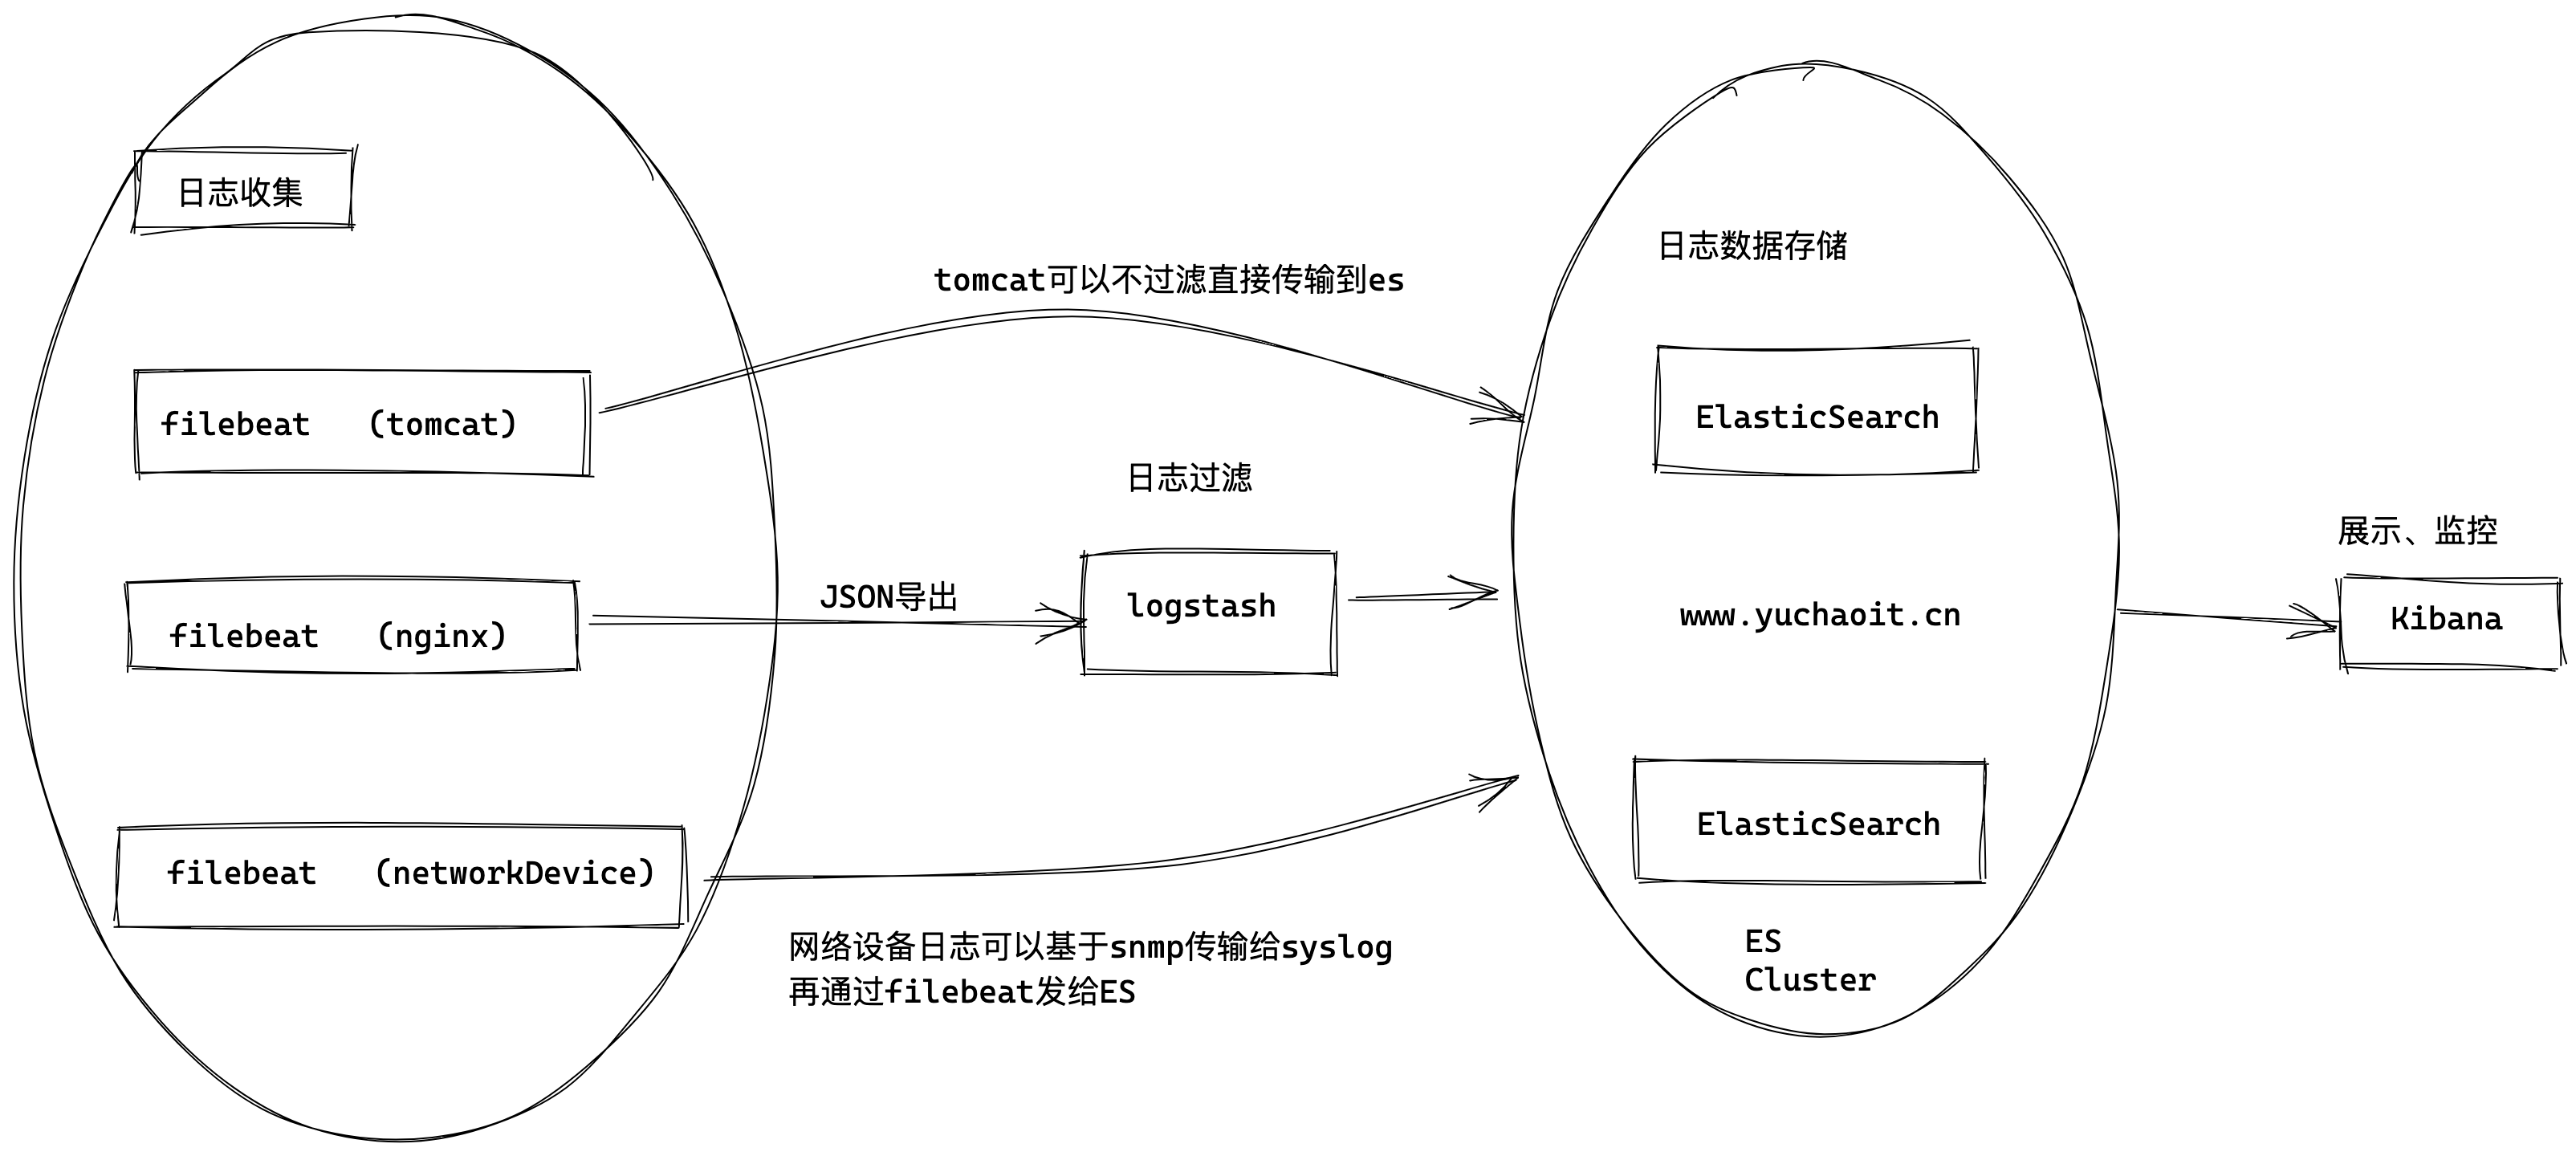 日志收集
filebeat (tomcat)
filebeat (nginx)
filebeat (networkDevice)
tomcat可以不过滤直接传输到es
日志过滤
JSON导出
logstash
网络设备日志可以基于snmp传输给syslog
再通过filebeat发给ES
日志数据存储
ElasticSearch
www.yuchaoit.cn
ElasticSearch
ES
Cluster
展示、监控
Kibana